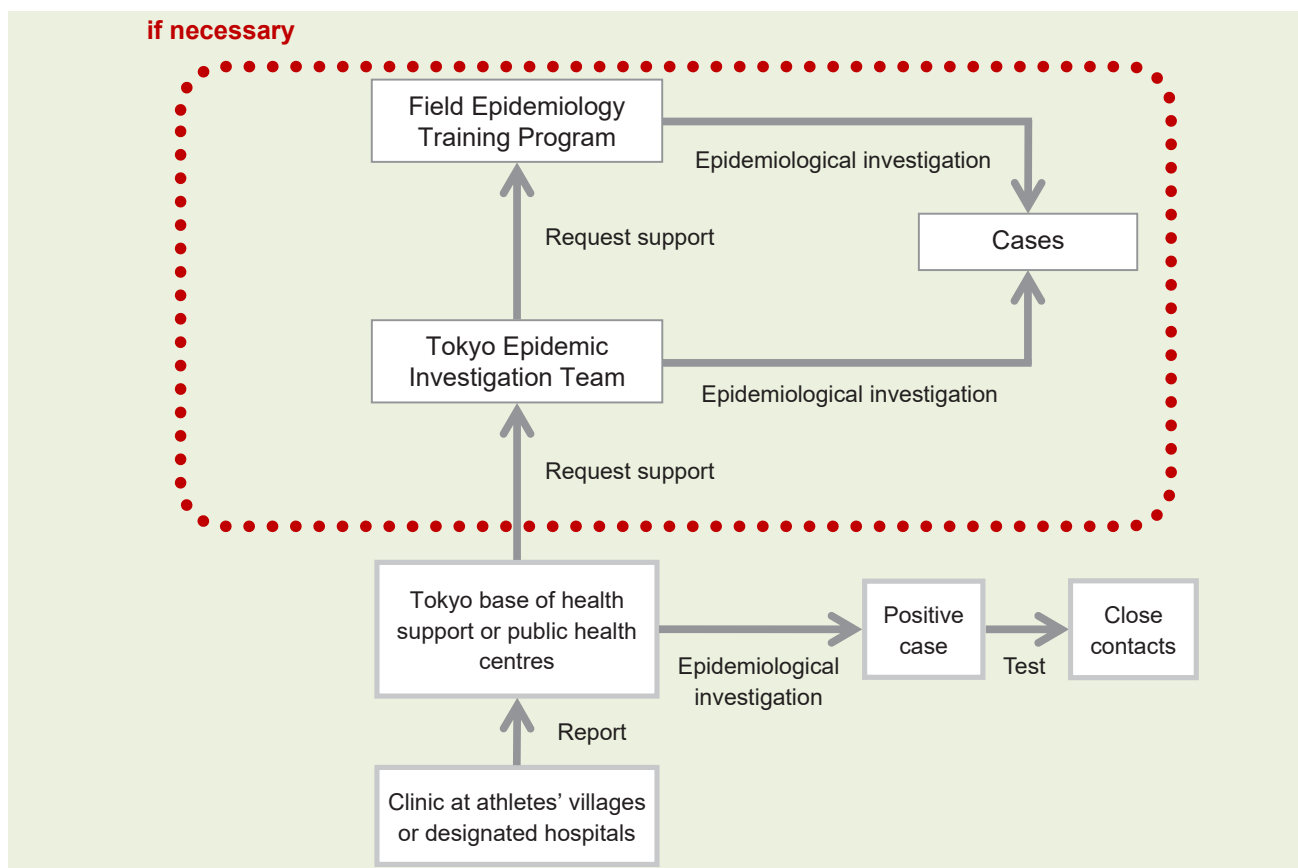 if necessary
Field Epidemiology
Training Program
Epidemiological investigation
Request support
Cases
Tokyo Epidemic
Investigation Team
Epidemiological investigation
Request support
Tokyo base of health
support or public health
centres
Positive
case
Close
contacts
Epidemiological
investigation
Test
Report
Clinic at athletes’ villages
or designated hospitals